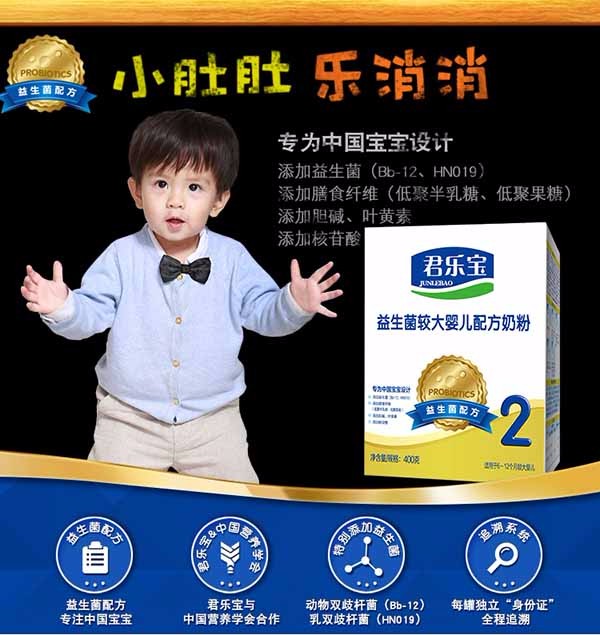 PROBIOTICS
益生菌配方
小肚肚 乐消消
专为中国宝宝设计
添加益生菌（Bb-12、HN019）
添加膳食纤维（低聚半乳糖、低聚果糖）
添加胆碱、叶黄素
添加核苷酸
君乐宝
JUNLEBAO
益生菌较大婴儿配方奶粉
PROBIOTICS
益生菌配方
专为中国宝宝设计
2
净含量/规格：400克
适用于6-12个月较大婴儿
益生菌配方
君乐宝&中国营养学会
特别添加益生菌
追溯系统
益生菌配方
专注中国宝宝
君乐宝与
中国营养学会合作
动物双歧杆菌（Bb-12）
乳双歧杆菌（HN019）
每罐独立“身份证”
全程追溯